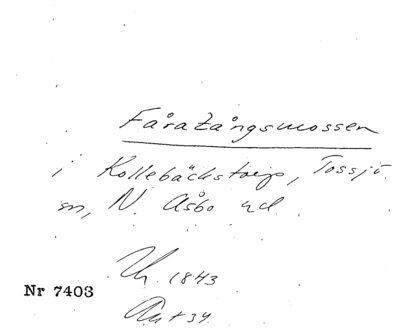 Fåratångsmossen
i Kollebäckstorp, Tossjö
sn, N. Åsbo hd
1843
Nr 7403